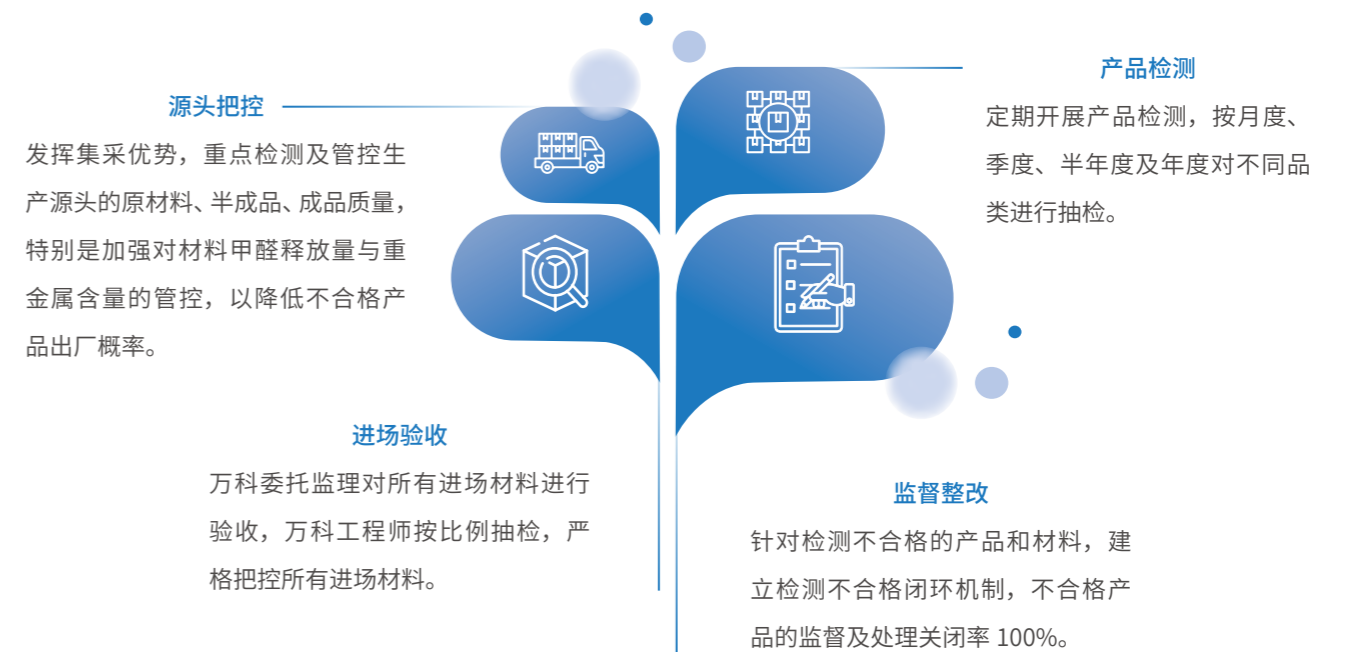 源头把控
发挥集采优势，重点检测及管控生
产源头的原材料、半成品、成品质量，
特别是加强对材料甲醛释放量与重
金属含量的管控，以降低不合格产
品出厂概率。
产品检测
定期开展产品检测，按月度、
季度、半年度及年度对不同品
类进行抽检。
进场验收
万科委托监理对所有进场材料进行
验收，万科工程师按比例抽检，严
格把控所有进场材料。
监督整改
针对检测不合格的产品和材料，建
立检测不合格闭环机制，不合格产
品的监督及处理关闭率 100%。